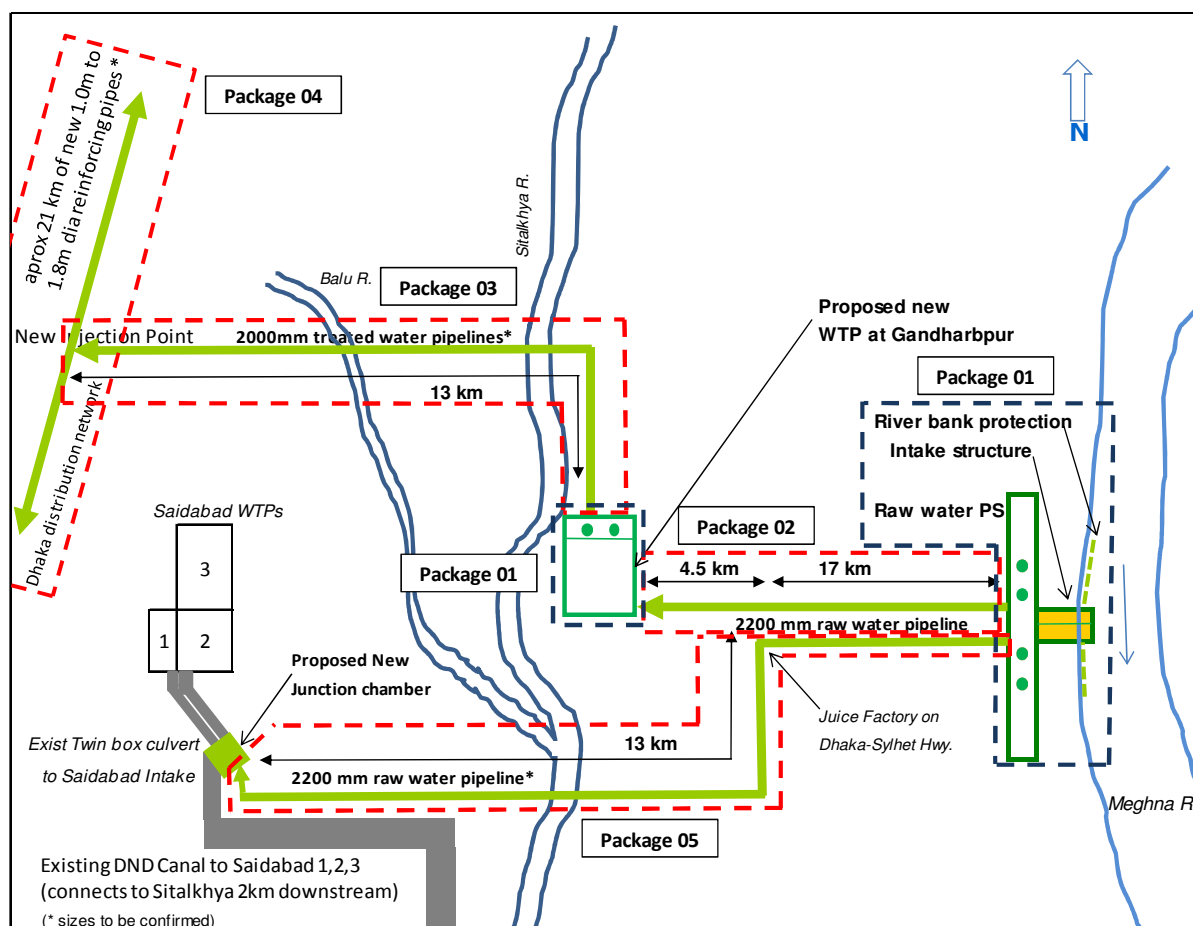 aprox 21 km of new 1.0m to
1.8m dia reinforcing pipes *
Package 04
N
Sitalkhya R.
Balu R.
Package 03
New Injection Point
2000mm treated water pipelines*
13 km
Dhaka distribution network
Proposed new
WTP at Gandharbpur
Package 01
River bank protection
Intake structure
Raw water PS
Saidabad WTPs
3
1
2
Package 01
Package 02
4.5 km
17 km
2200 mm raw water pipeline
Proposed New
Junction chamber
Exist Twin box culvert
to Saidabad Intake
13 km
2200 mm raw water pipeline*
Juice Factory on
Dhaka-Sylhet Hwy.
Meghna R
Package 05
Existing DND Canal to Saidabad 1,2,3
(connects to Sitalkhya 2km downstream)
(* sizes to be confirmed)